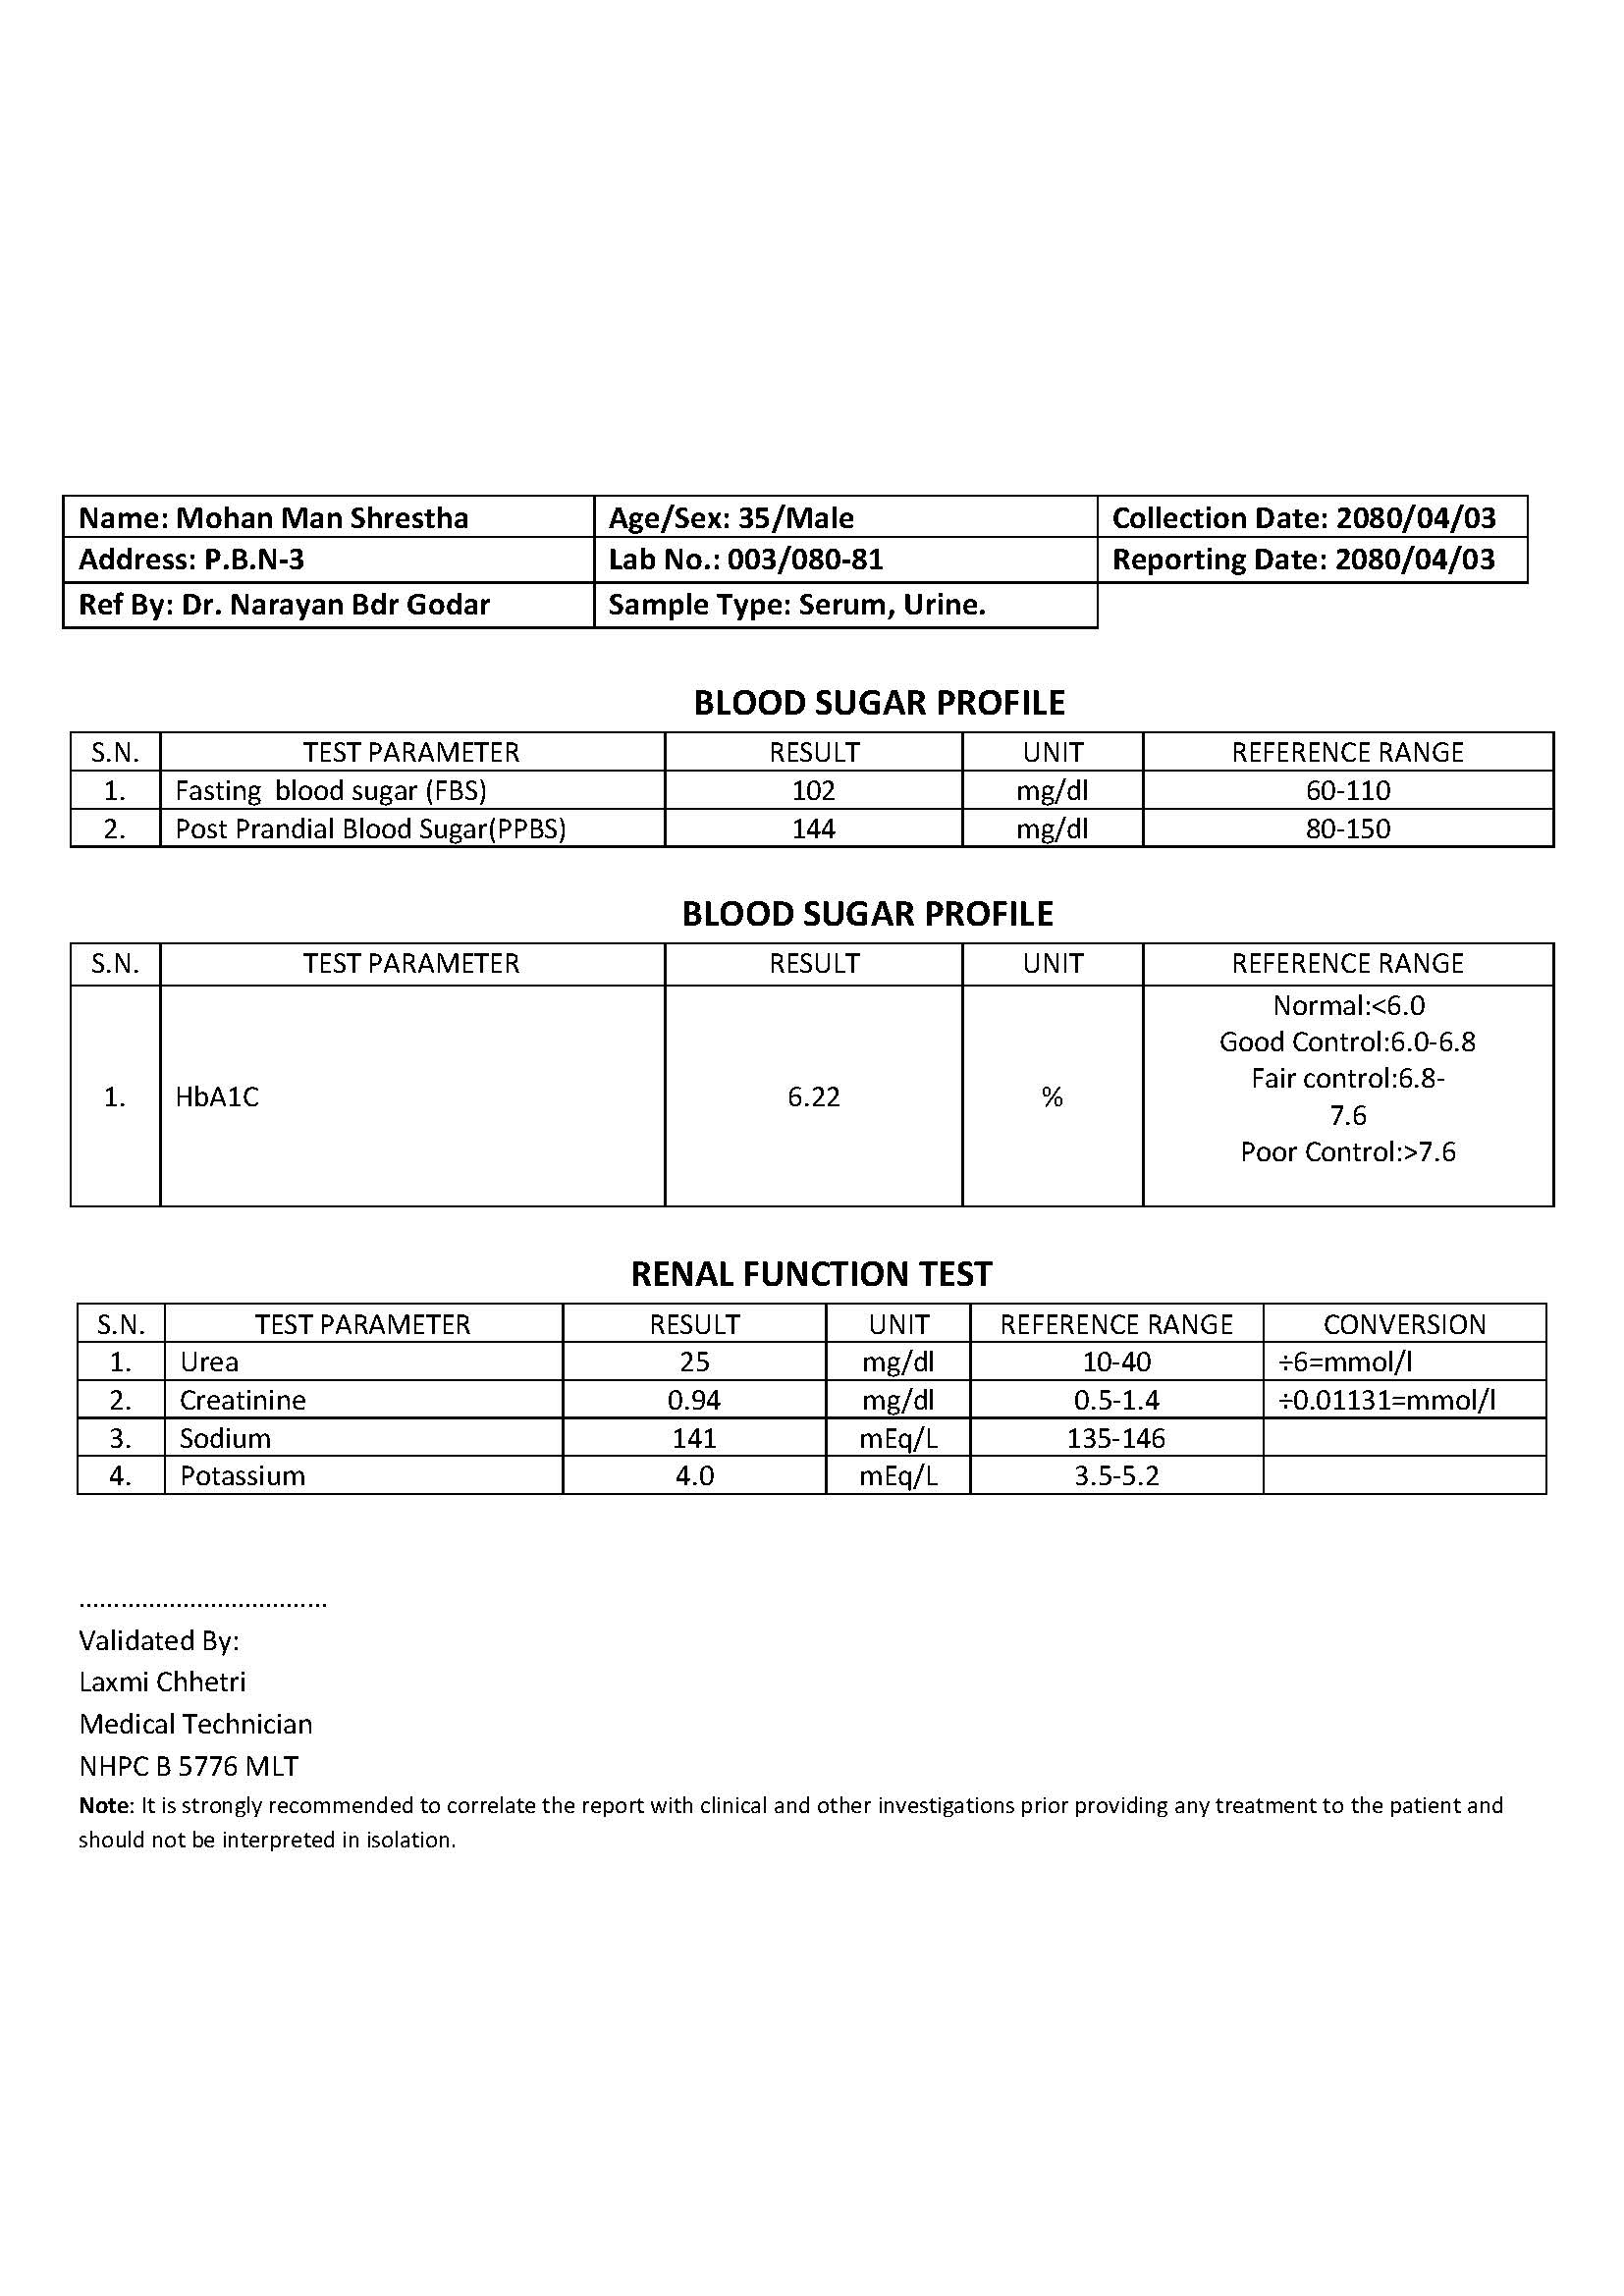 Name: Mohan Man Shrestha Age/Sex: 35/Male Collection Date: 2080/04/03
Address: P.B.N-3 Lab No.: 003/080-81 Reporting Date: 2080/04/03
Ref By: Dr. Narayan Bdr Godar Sample Type: Serum, Urine.
BLOOD SUGAR PROFILE
S.N. TEST PARAMETER RESULT UNIT REFERENCE RANGE
1. Fasting blood sugar (FBS) 102 mg/dl 60-110
2. Post Prandial Blood Sugar(PPBS) 144 mg/dl 80-150
BLOOD SUGAR PROFILE
S.N. TEST PARAMETER RESULT UNIT REFERENCE RANGE
1. HbA1C 6.22 % Normal:<6.0
Good Control:6.0-6.8
Fair control:6.8-
7.6
Poor Control:>7.6
RENAL FUNCTION TEST
S.N. TEST PARAMETER RESULT UNIT REFERENCE RANGE CONVERSION
1. Urea 25 mg/dl 10-40 ÷6=mmol/l
2. Creatinine 0.94 mg/dl 0.5-1.4 ÷0.01131=mmol/l
3. Sodium 141 mEq/L 135-146
4. Potassium 4.0 mEq/L 3.5-5.2
....................................
Validated By:
Laxmi Chhetri
Medical Technician
NHPC B 5776 MLT
Note: It is strongly recommended to correlate the report with clinical and other investigations prior providing any treatment to the patient and
should not be interpreted in isolation.